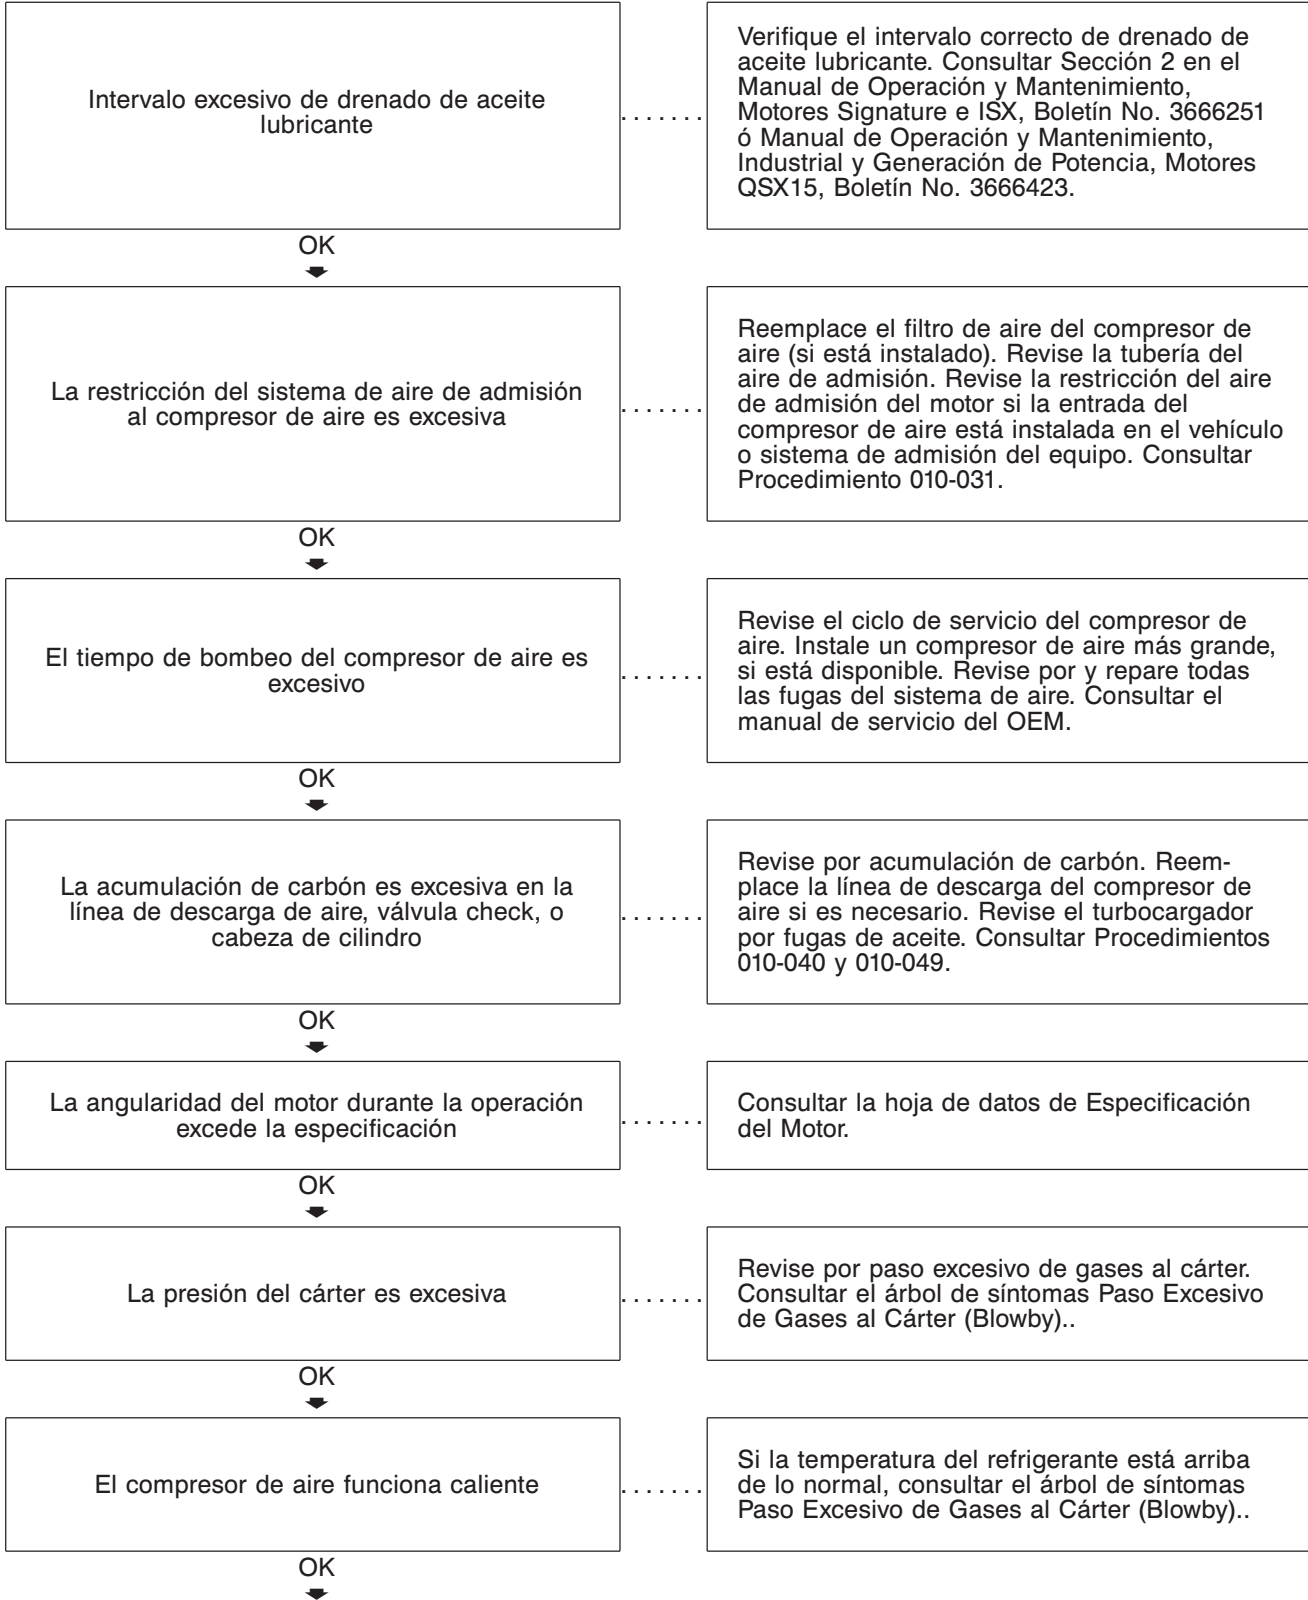 Intervalo excesivo de drenado de aceite
lubricante
.......
Verifique el intervalo correcto de drenado de
aceite lubricante. Consultar Sección 2 en el
Manual de Operación y Mantenimiento,
Motores Signature e ISX, Boletín No. 3666251
ó Manual de Operación y Mantenimiento,
Industrial y Generación de Potencia, Motores
QSX15, Boletín No. 3666423.
OK
La restricción del sistema de aire de admisión
al compresor de aire es excesiva
.......
Reemplace el filtro de aire del compresor de
aire (si está instalado). Revise la tubería del
aire de admisión. Revise la restricción del aire
de admisión del motor si la entrada del
compresor de aire está instalada en el vehículo
o sistema de admisión del equipo. Consultar
Procedimiento 010-031.
OK
El tiempo de bombeo del compresor de aire es
excesivo
.......
Revise el ciclo de servicio del compresor de
aire. Instale un compresor de aire más grande,
si está disponible. Revise por y repare todas
las fugas del sistema de aire. Consultar el
manual de servicio del OEM.
OK
La acumulación de carbón es excesiva en la
línea de descarga de aire, válvula check, o
cabeza de cilindro
.......
Revise por acumulación de carbón. Reem-
place la línea de descarga del compresor de
aire si es necesario. Revise el turbocargador
por fugas de aceite. Consultar Procedimientos
010-040 y 010-049.
OK
La angularidad del motor durante la operación
excede la especificación
.......
Consultar la hoja de datos de Especificación
del Motor.
OK
La presión del cárter es excesiva
.......
Revise por paso excesivo de gases al cárter.
Consultar el árbol de síntomas Paso Excesivo
de Gases al Cárter (Blowby)..
OK
El compresor de aire funciona caliente
.......
Si la temperatura del refrigerante está arriba
de lo normal, consultar el árbol de síntomas
Paso Excesivo de Gases al Cárter (Blowby)..
OK